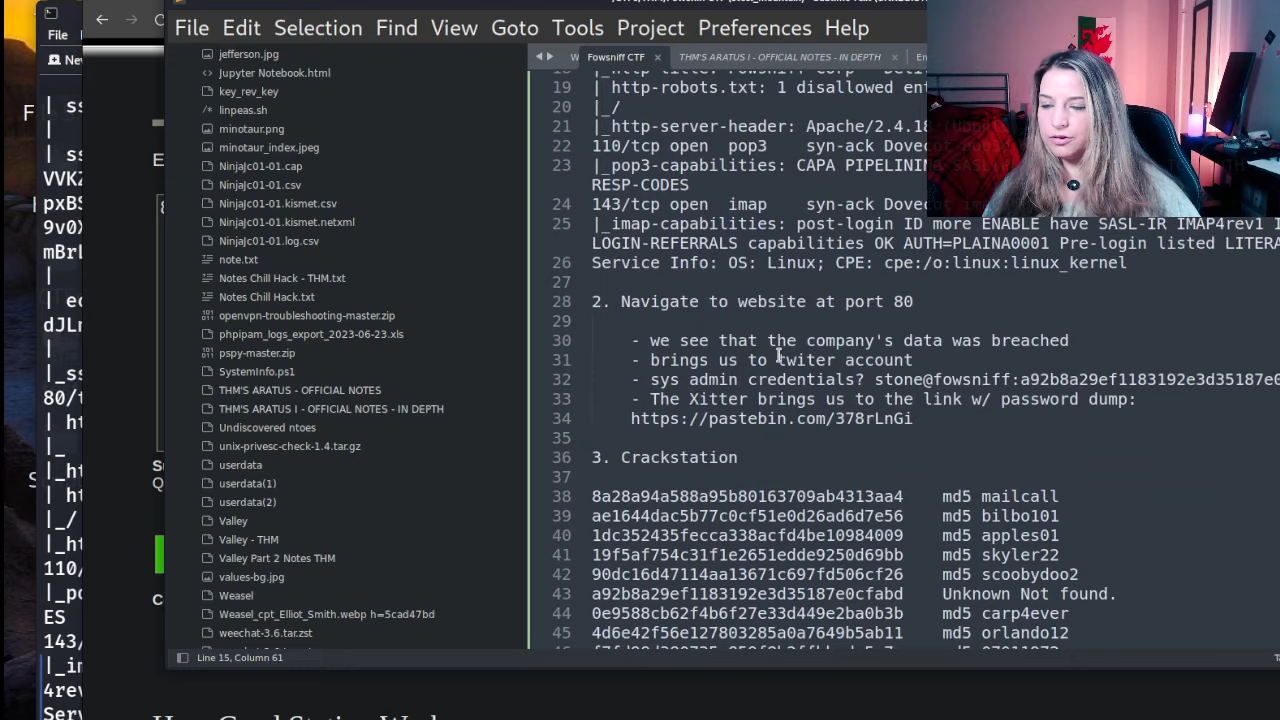 File Edit Selection Find View Goto Tools Project Preferences Help
File
jefferson.jpg
Jupyter Notebook.html
key_rev_key
linpeas.sh
minotaur.png
minotaur_index.jpeg
NinjaJc01-01.cap
NinjaJc01-01.csv
NinjaJc01-01.kismet.csv
NinjaJc01-01.kismet.netxml
NinjaJc01-01.log.csv
note.txt
Notes Chill Hack - THM.txt
Notes Chill Hack.txt
openvpn-troubleshooting-master.zip
phpipam_logs_export_2023-06-23.xls
pspy-master.zip
SystemInfo.ps1
THM'S ARATUS - OFFICIAL NOTES
THM'S ARATUS I - OFFICIAL NOTES - IN DEPTH
Undiscovered ntoes
unix-privesc-check-1.4.tar.gz
userdata
userdata(1)
userdata(2)
Valley
Valley - THM
Valley Part 2 Notes THM
values-bg.jpg
Weasel
Weasel_cpt_Elliot_Smith.webp h=5cad47bd
weechat-3.6.tar.zst
Line 15, Column 61
Fowsniff CTF × THM'S ARATUS I - OFFICIAL NOTES - IN DEPTH ×
19 | http-robots.txt: 1 disallowed
20 |_/
21 |_http-server-header: Apache/2.4.18
22 110/tcp open pop3 syn-ack Dovecot
23 |_pop3-capabilities: CAPA
RESP-CODES
24 143/tcp open imap syn-ack
25 |_imap-capabilities: post-login ID more ENABLE have SASL-IR IMAP4rev1
LOGIN-REFERRALS capabilities OK AUTH=PLAINA0001 Pre-login listed
26 Service Info: OS: Linux; CPE: cpe:/o:linux:linux_kernel
27
28 2. Navigate to website at port 80
29
30 - we see that the company's data was breached
31 - brings us to twiter account
32 - sys admin credentials? stone@fowsniff:a92b8a29ef1183192e3d35187e0
33 - The Xitter brings us to the link w/ password dump:
34 https://pastebin.com/378rLnGi
35
36 3. Crackstation
37
38 8a28a94a588a95b80163709ab4313aa4 md5 mailcall
39 ae1644dac5b77c0cf51e0d26ad6d7e56 md5 bilbo101
40 1dc352435fecca338acfd4be10984009 md5 apples01
41 19f5af754c31f1e2651edde9250d69bb md5 skyler22
42 90dc16d47114aa13671c697fd506cf26 md5 scoobydoo2
43 a92b8a29ef1183192e3d35187e0cfabd Unknown Not found.
44 0e9588cb62f4b6f27e33d449e2ba0b3b md5 carp4ever
45 4d6e42f56e127803285a0a7649b5ab11 md5 orlando12